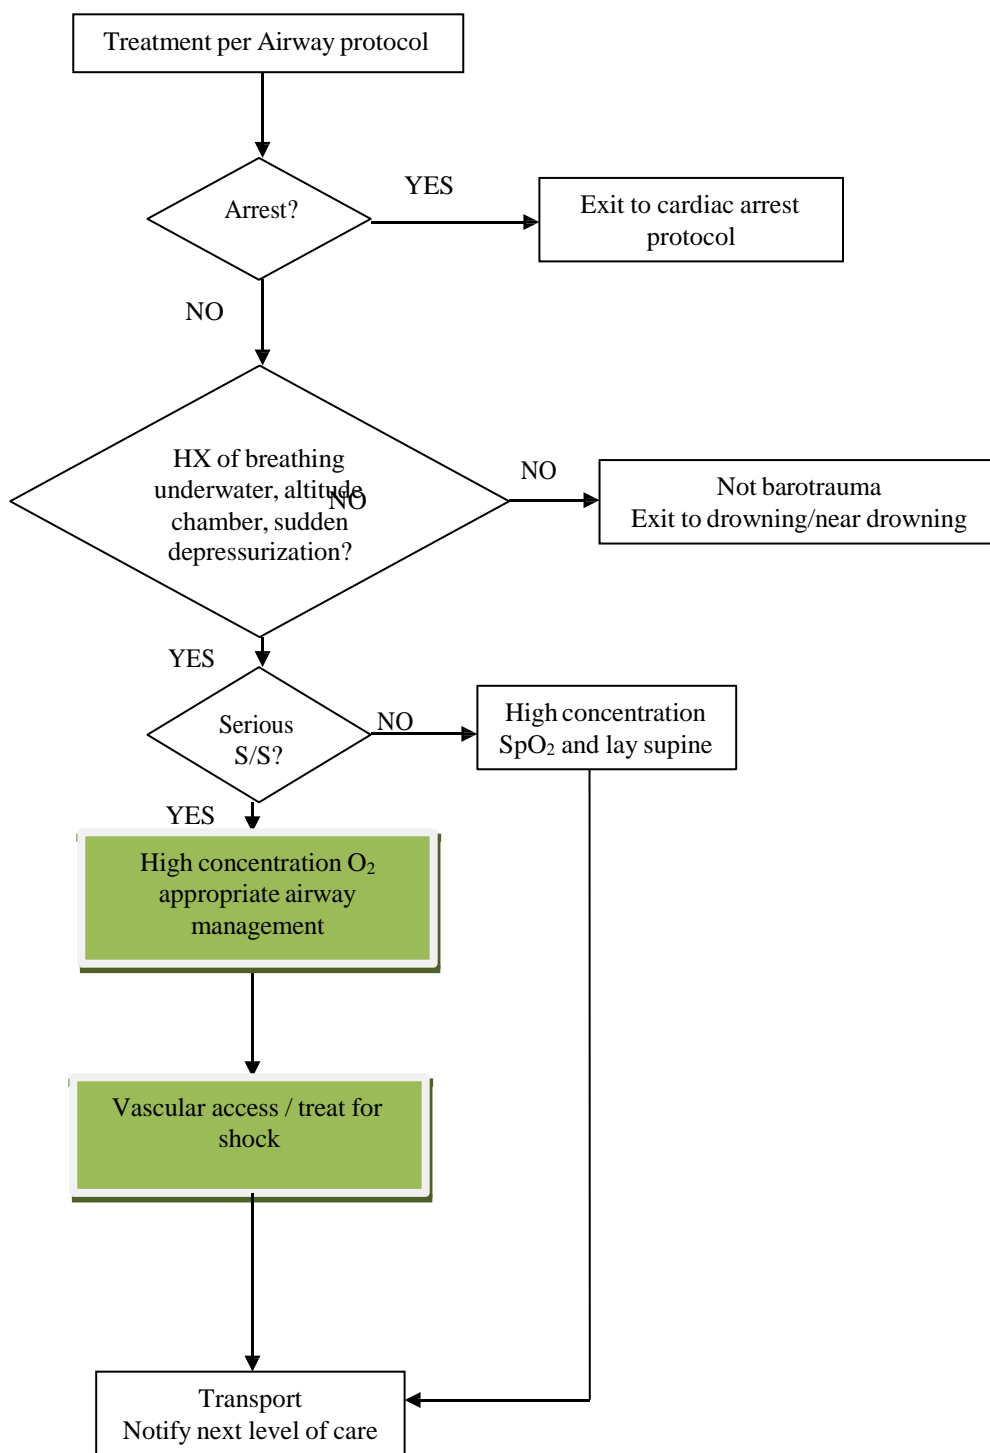 Treatment per Airway protocol
Arrest?
YES
Exit to cardiac arrest
protocol
NO
HX of breathing
underwater, altitude
NO
chamber, sudden
depressurization?
NO
Not barotrauma
Exit to drowning/near drowning
YES
Serious
S/S?
NO
High concentration
SpO₂ and lay supine
YES
High concentration O₂
appropriate airway
management
Vascular access / treat for
shock
Transport
Notify next level of care